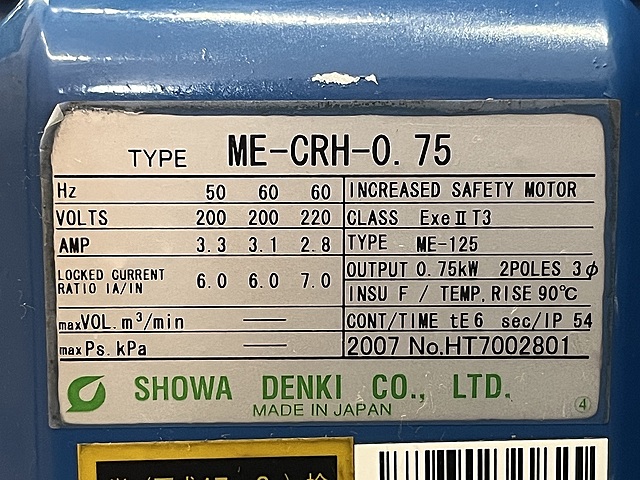 TYPE ME-CRH-0.75
Hz 50 60 60
VOLTS 200 200 220
AMP 3.3 3.1 2.8
LOCKED CURRENT
RATIO IA/IN 6.0 6.0 7.0
maxVOL.m³/min —
maxPs.kPa —
INCREASED SAFETY MOTOR
CLASS ExeⅡT3
TYPE ME-125
OUTPUT 0.75kW 2POLES 3ϕ
INSU F / TEMP.RISE 90℃
CONT/TIME tE6 sec/IP 54
2007 No.HT7002801
SHOWA DENKI CO., LTD.
MADE IN JAPAN
④